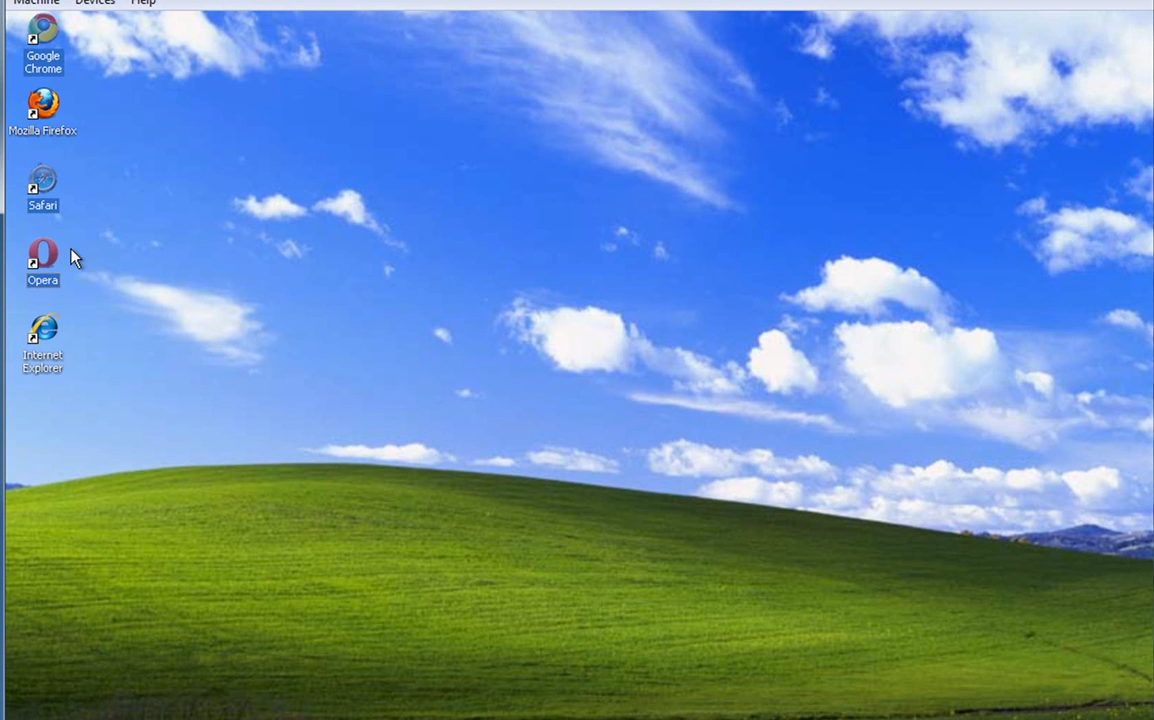 Machine Devices Help
Google
Chrome
Mozilla Firefox
Safari
Opera
Internet
Explorer